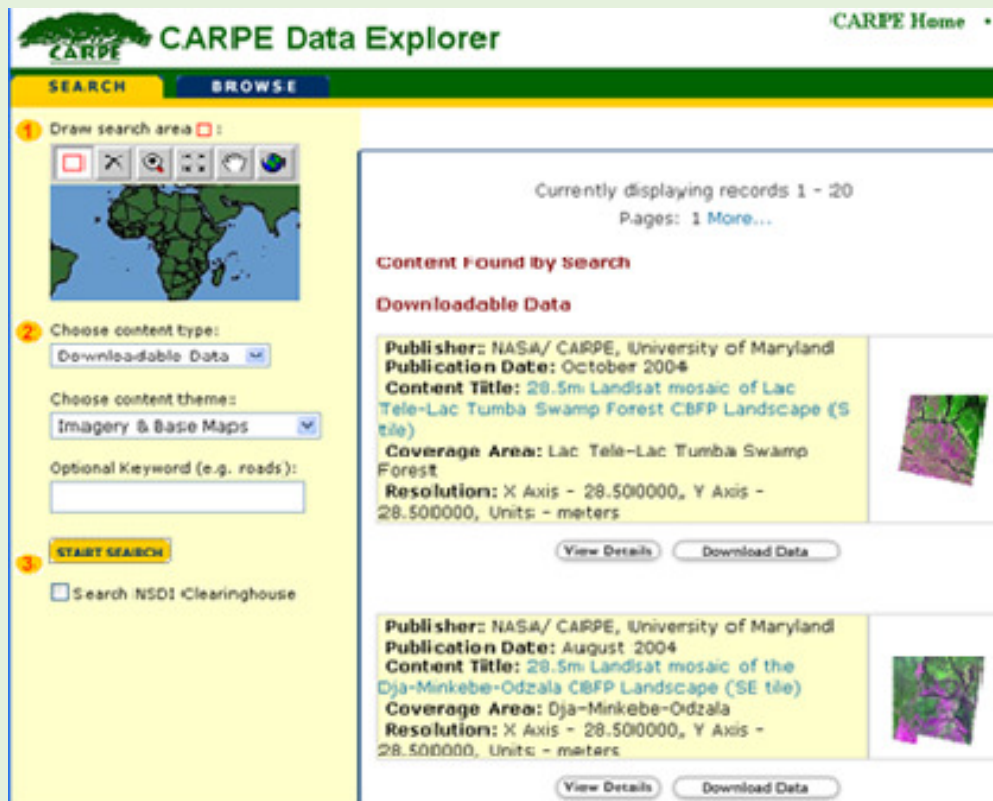 CARPE
CARPE Data Explorer
CARPE Home •
SEARCH
BROWSE
1 Draw search area :
2 Choose content type:
Downloadable Data
Choose content theme:
Imagery & Base Maps
Optional Keyword (e.g. roads):
3 START SEARCH
Search NSDI Clearinghouse
Currently displaying records 1 - 20
Pages: 1 More...
Content Found by Search
Downloadable Data
Publisher: NASA/ CARPE, University of Maryland
Publication Date: October 2004
Content Title: 28.5m Landsat mosaic of Lac
Tele-Lac Tumba Swamp Forest CBFP Landscape (S
tile)
Coverage Area: Lac Tele-Lac Tumba Swamp
Forest
Resolution: X Axis - 28.500000, Y Axis -
28.500000, Units - meters
View Details Download Data
Publisher: NASA/ CARPE, University of Maryland
Publication Date: August 2004
Content Title: 28.5m Landsat mosaic of the
Dja-Minkebe-Odzala CBFP Landscape (SE tile)
Coverage Area: Dja-Minkebe-Odzala
Resolution: X Axis - 28.500000, Y Axis -
28.500000, Units - meters
View Details Download Data